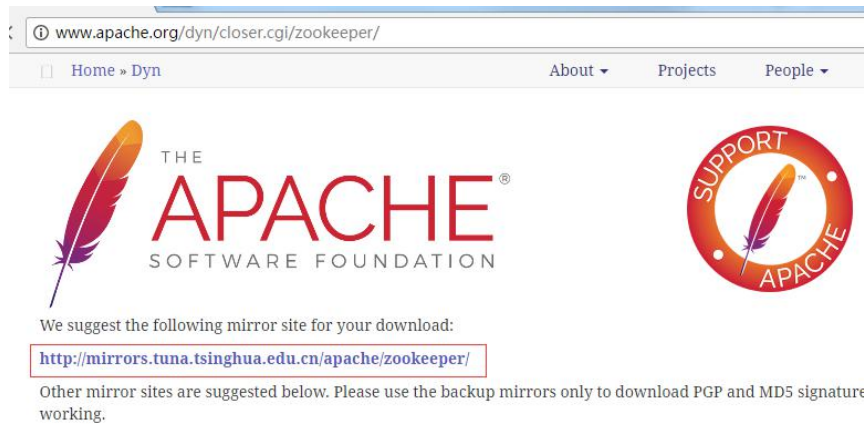 www.apache.org/dyn/closer.cgi/zookeeper/
Home » Dyn About Projects People
THE
APACHE®
SOFTWARE FOUNDATION
SUPPORT
APACHE
TM
We suggest the following mirror site for your download:
http://mirrors.tuna.tsinghua.edu.cn/apache/zookeeper/
Other mirror sites are suggested below. Please use the backup mirrors only to download PGP and MD5 signature
working.